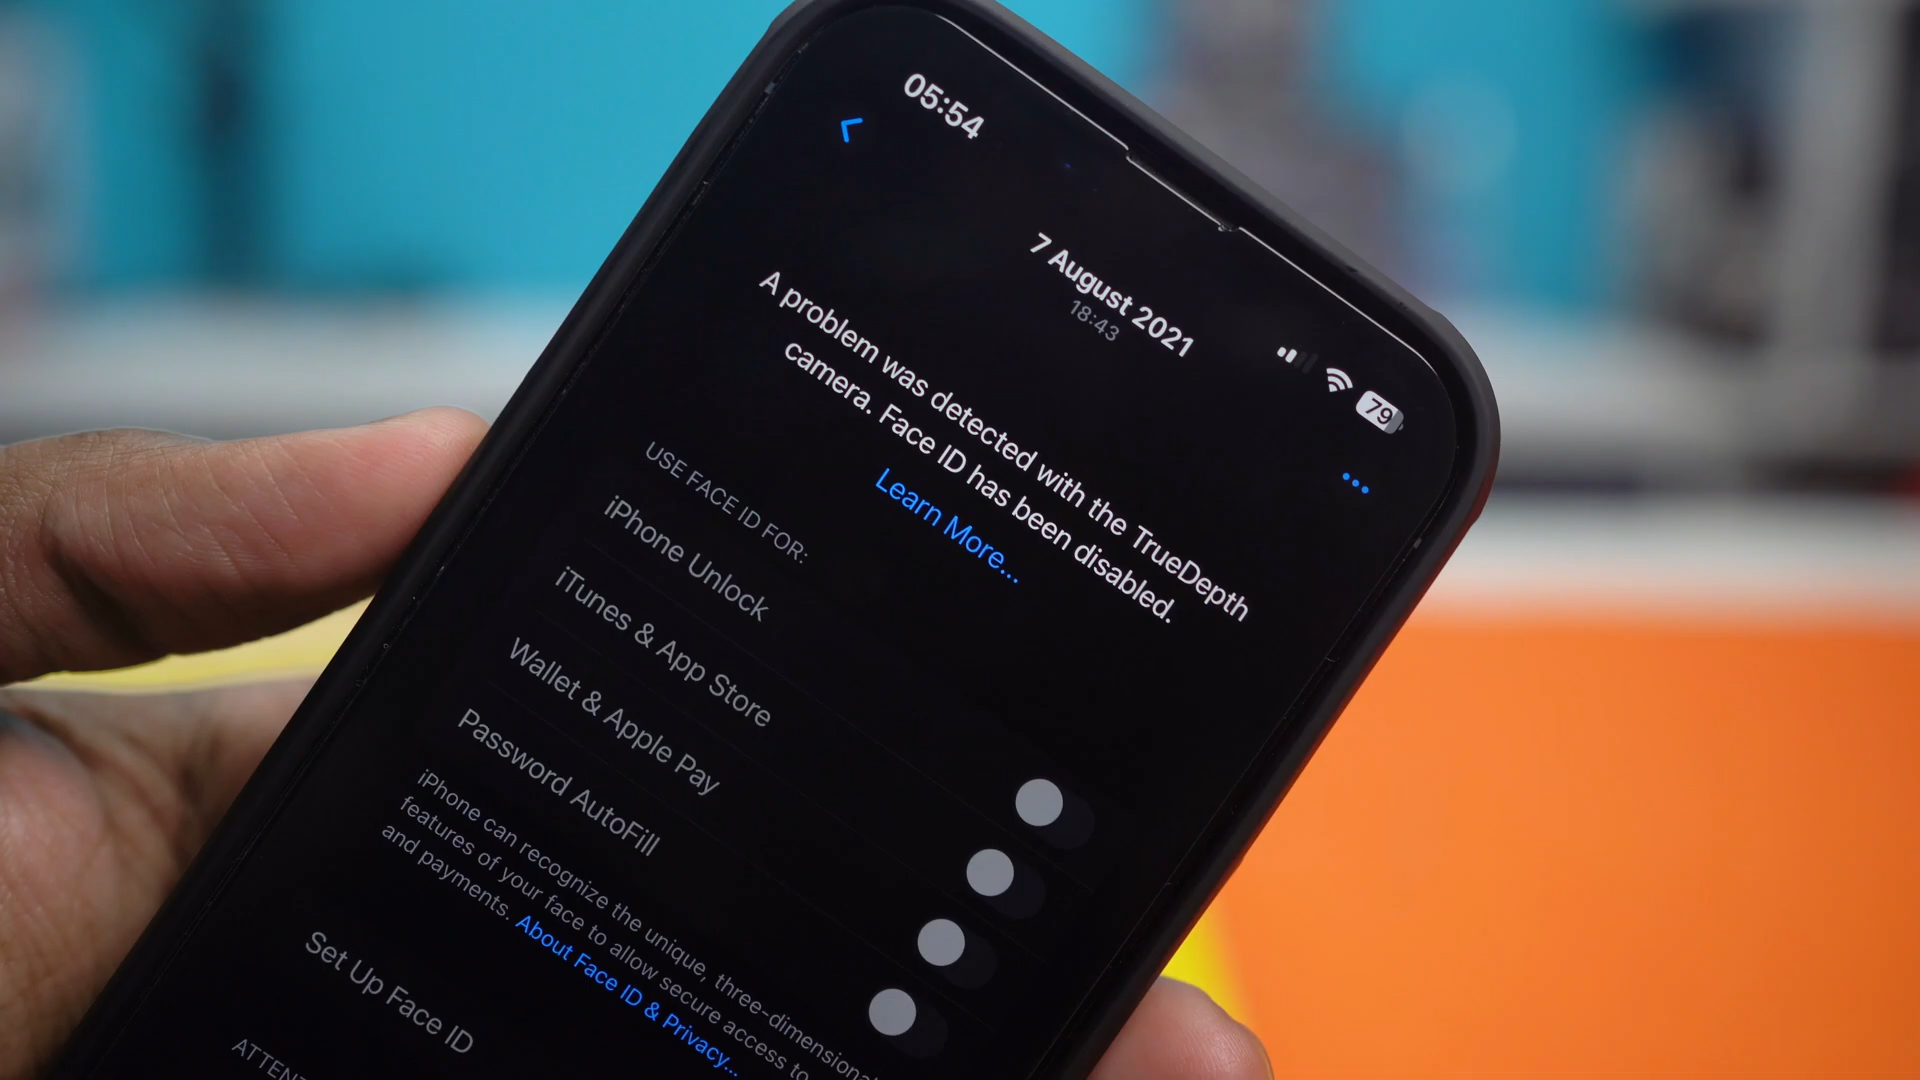 05:54
79
7 August 2021
18:43
A problem was detected with the TrueDepth
camera. Face ID has been disabled.
Learn More...
USE FACE ID FOR:
iPhone Unlock
iTunes & App Store
Wallet & Apple Pay
Password AutoFill
iPhone can recognize the unique, three-dimensional
features of your face to allow secure access to
and payments. About Face ID & Privacy...
Set Up Face ID
ATTEN